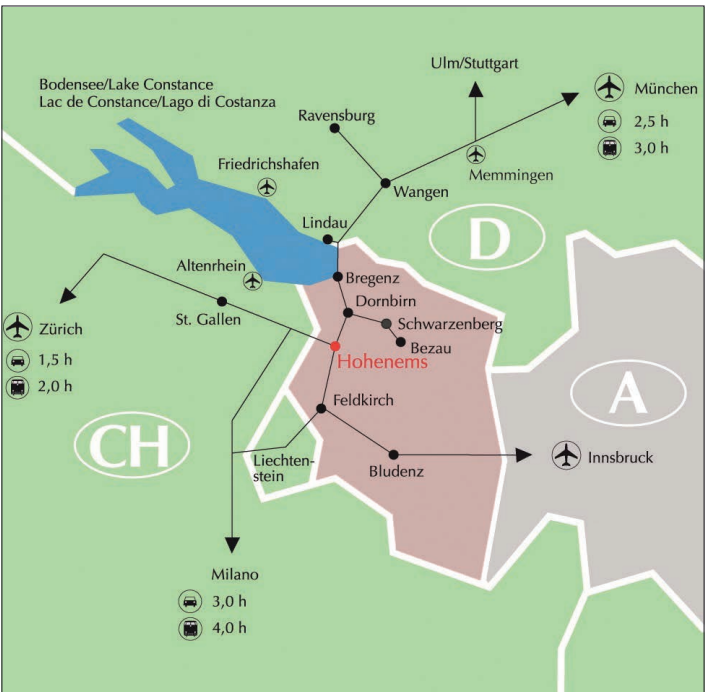 Ulm/Stuttgart
Bodensee/Lake Constance
Lac de Constance/Lago di Costanza
München
2,5 h
3,0 h
Ravensburg
Friedrichshafen
Memmingen
Wangen
Lindau
D
Altenrhein
Bregenz
Dornbirn
St. Gallen
Schwarzenberg
Zürich
Bezau
1,5 h
2,0 h
Hohenems
A
Feldkirch
CH
Liechten-
stein
Bludenz
Innsbruck
Milano
3,0 h
4,0 h